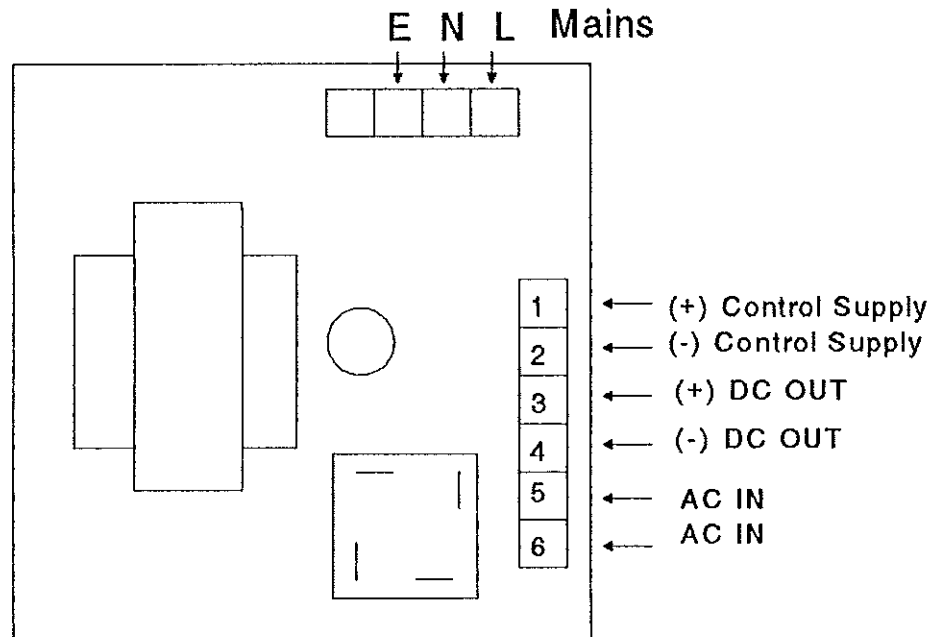 E N L Mains
1 (+) Control Supply
2 (-) Control Supply
3 (+) DC OUT
4 (-) DC OUT
5 AC IN
6 AC IN